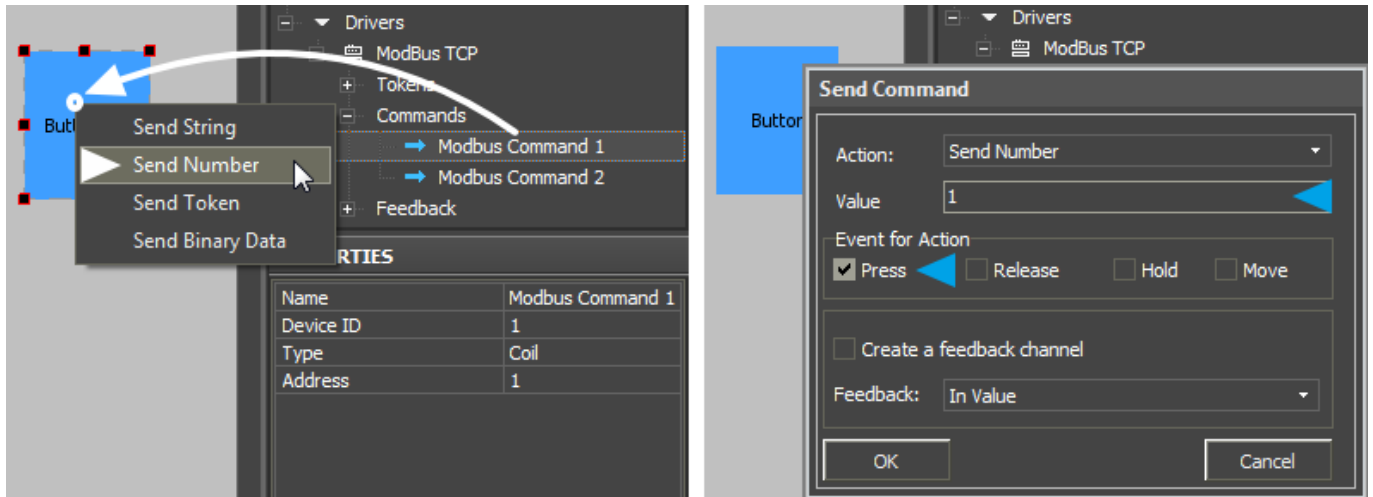 Drivers
ModBus TCP
Tokens
Commands
Modbus Command 1
Modbus Command 2
Feedback
Send String
Send Number
Send Token
Send Binary Data
Name Modbus Command 1
Device ID 1
Type Coil
Address 1
Drivers
ModBus TCP
Button
Send Command
Action: Send Number
Value 1
Event for Action
Press Release Hold Move
Create a feedback channel
Feedback: In Value
OK Cancel